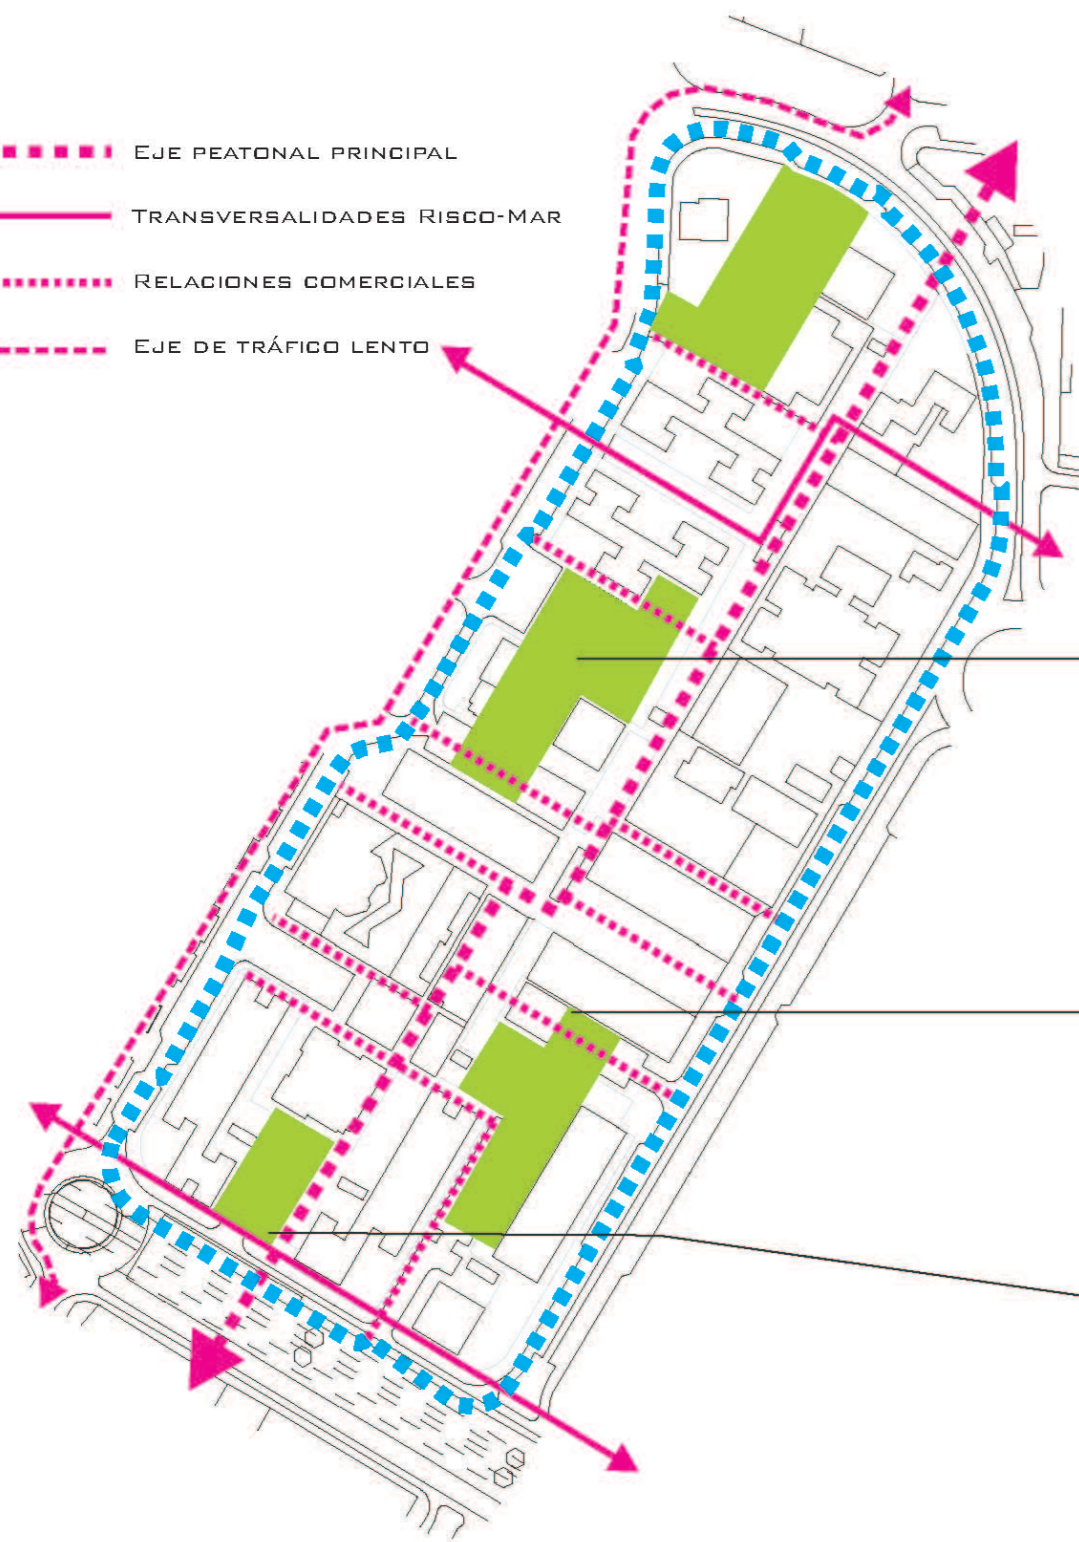 Eje peatonal principal
Transversalidades Risco-Mar
Relaciones comerciales
Eje de tráfico lento